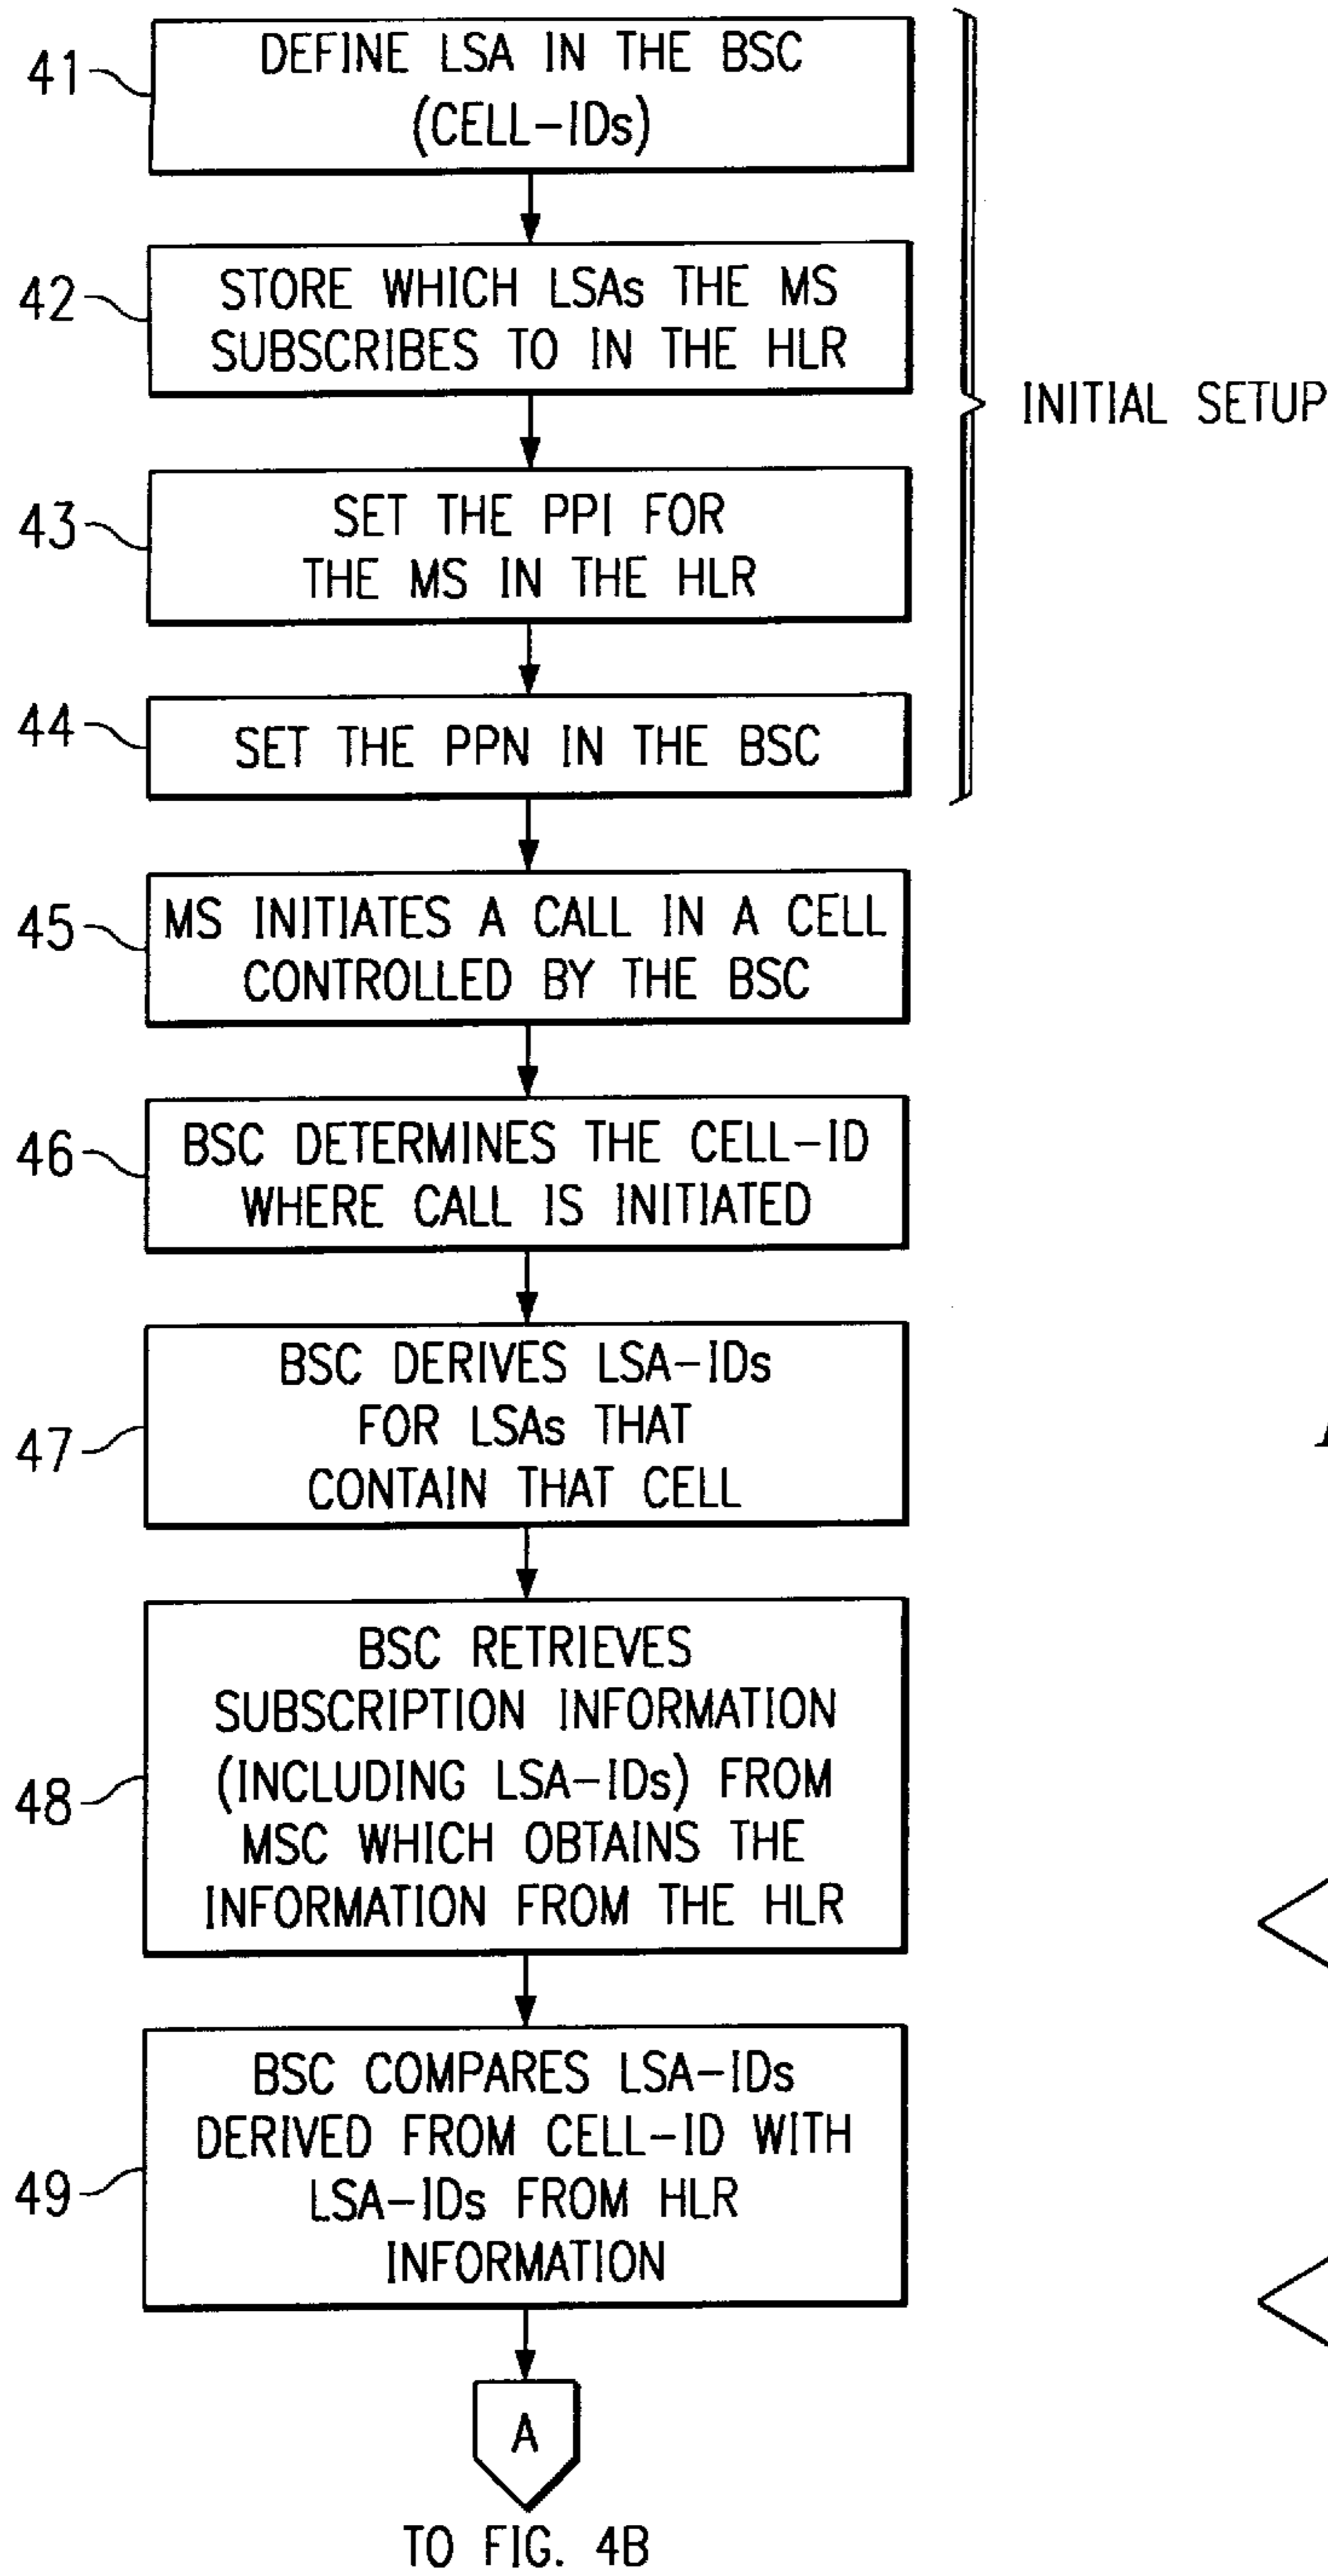 41
DEFINE LSA IN THE BSC
(CELL-IDs)
42
STORE WHICH LSAs THE MS
SUBSCRIBES TO IN THE HLR
INITIAL SETUP
43
SET THE PPI FOR
THE MS IN THE HLR
44
SET THE PPN IN THE BSC
45
MS INITIATES A CALL IN A CELL
CONTROLLED BY THE BSC
46
BSC DETERMINES THE CELL-ID
WHERE CALL IS INITIATED
47
BSC DERIVES LSA-IDs
FOR LSAs THAT
CONTAIN THAT CELL
48
BSC RETRIEVES
SUBSCRIPTION INFORMATION
(INCLUDING LSA-IDs) FROM
MSC WHICH OBTAINS THE
INFORMATION FROM THE HLR
49
BSC COMPARES LSA-IDs
DERIVED FROM CELL-ID WITH
LSA-IDs FROM HLR
INFORMATION
A
TO FIG. 4B